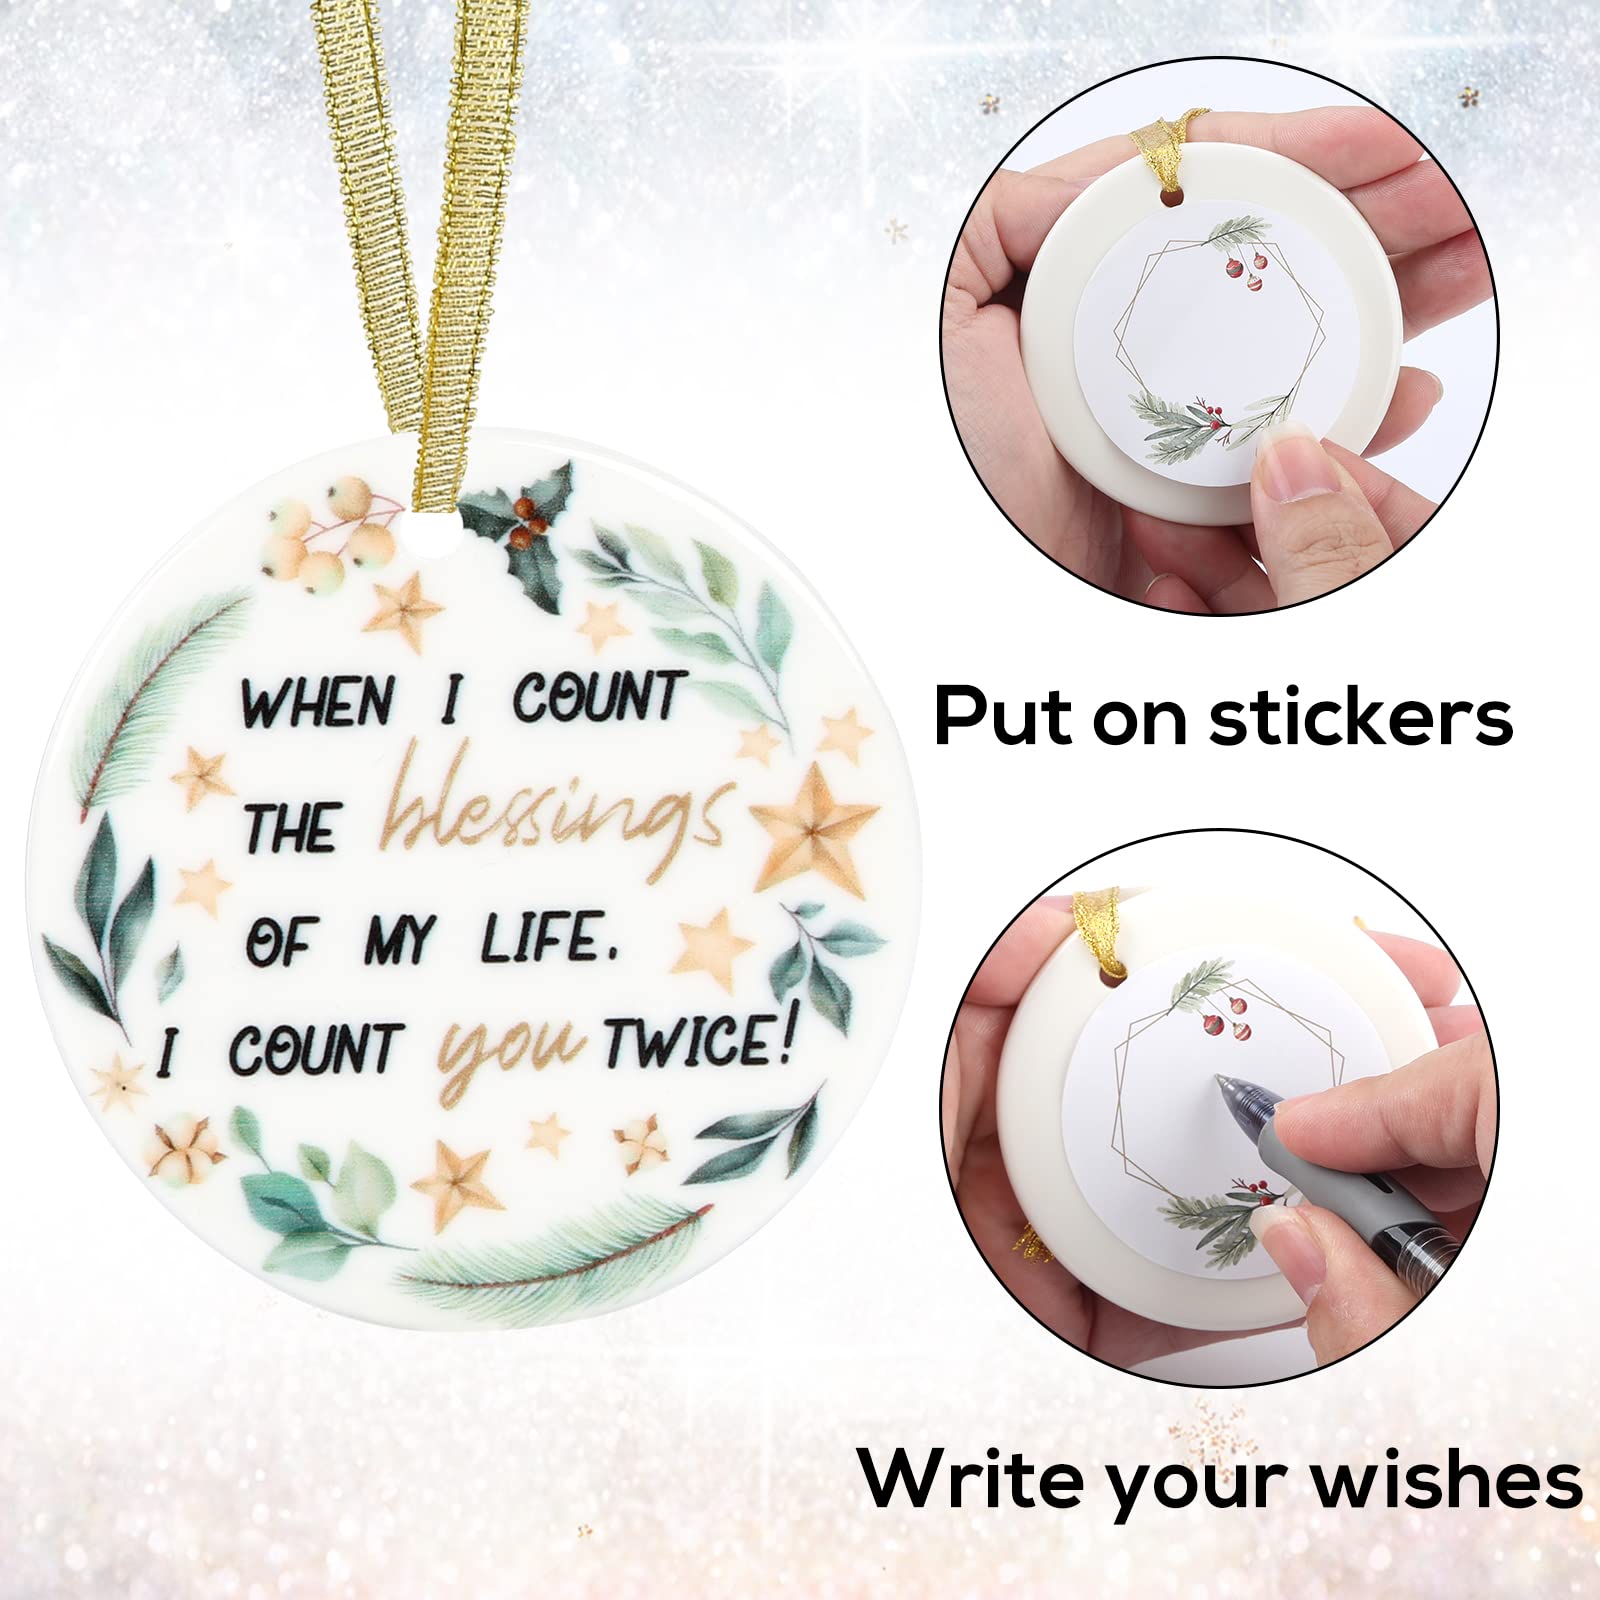 WHEN I COUNT
THE blessings
OF MY LIFE.
I COUNT you TWICE!
Put on stickers
Write your wishes